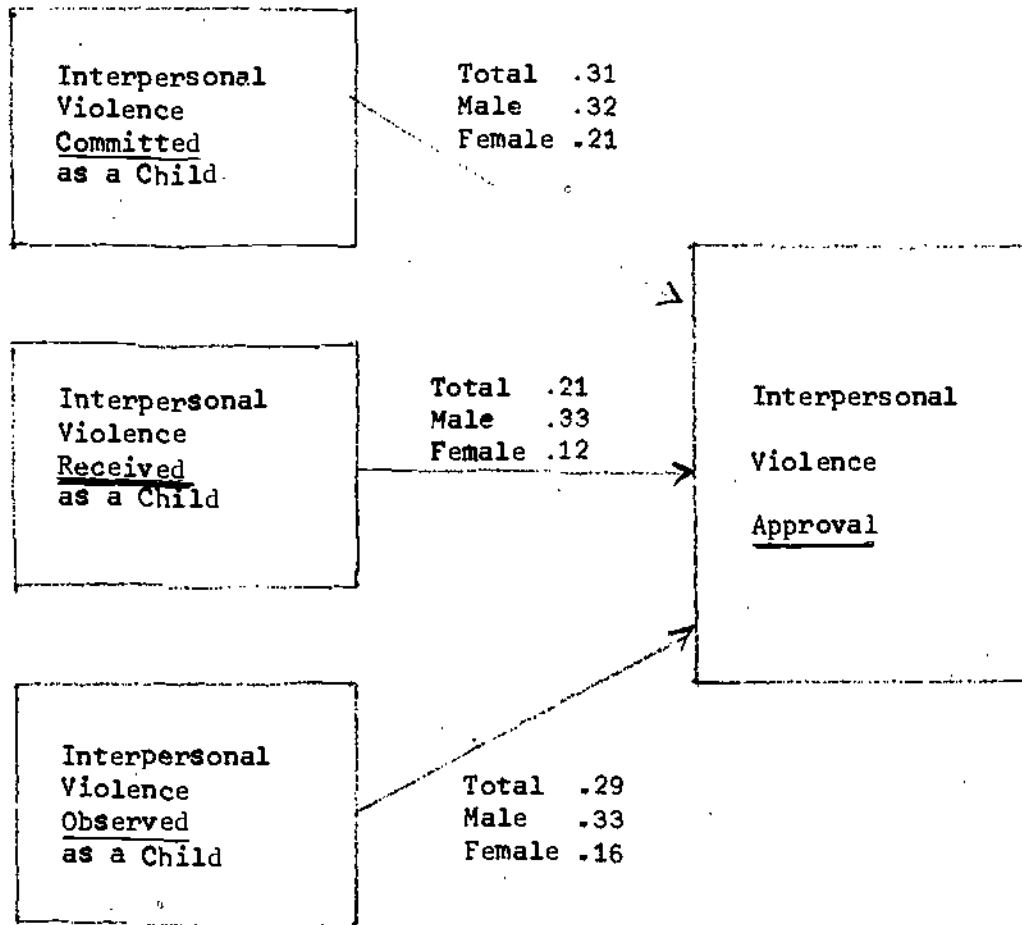 Interpersonal
Violence
Committed
as a Child
Total .31
Male .32
Female .21
Interpersonal
Violence
Received
as a Child
Total .21
Male .33
Female .12
Interpersonal
Violence
Approval
Interpersonal
Violence
Observed
as a Child
Total .29
Male .33
Female .16